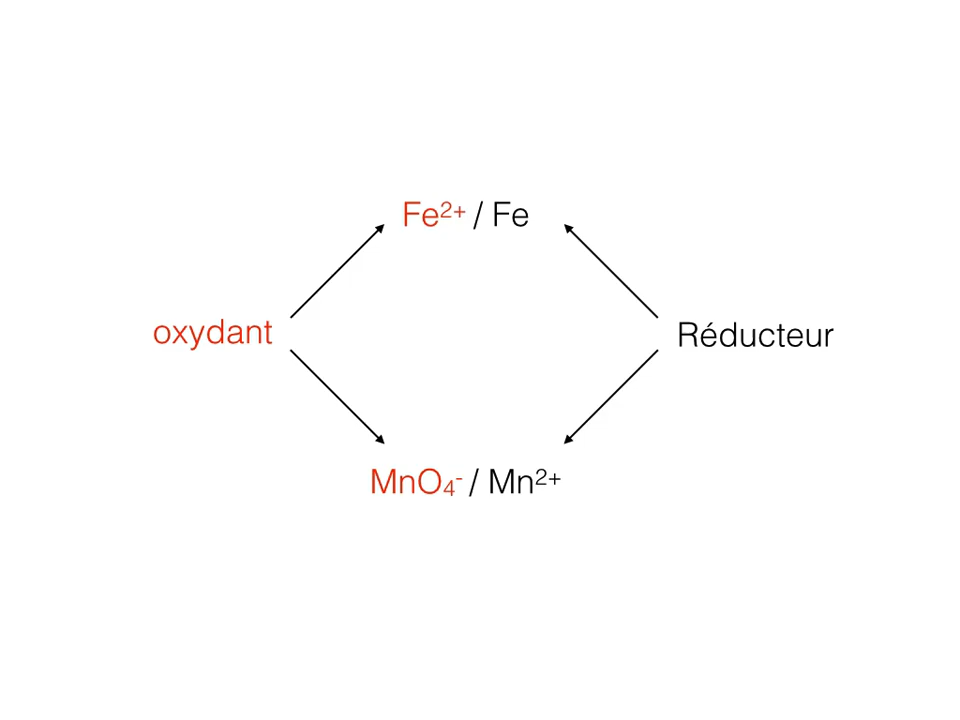 Fe²⁺ / Fe
oxydant
Réducteur
MnO₄⁻ / Mn²⁺